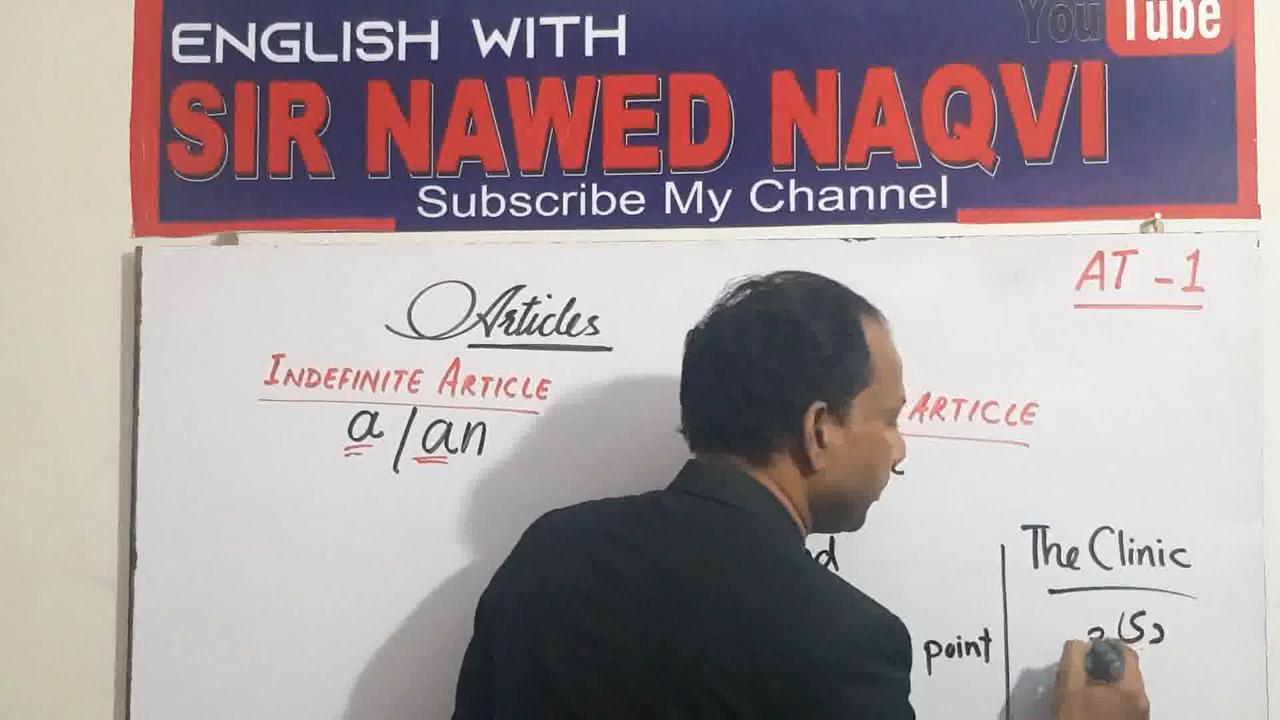 You Tube
ENGLISH WITH
SIR NAWED NAQVI
Subscribe My Channel
AT - 1
Articles
INDEFINITE ARTICLE
ARTICLE
a / an
The Clinic
point